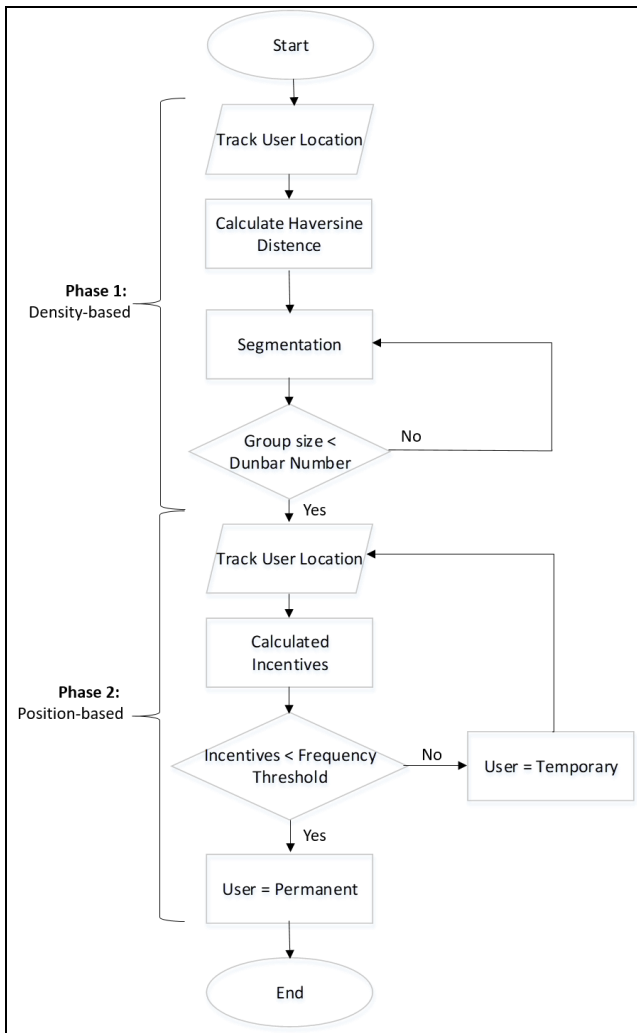 Start
Track User Location
Calculate Haversine
Distence
Phase 1:
Density-based
Segmentation
Group size <
Dunbar Number
No
Yes
Track User Location
Calculated
Incentives
Phase 2:
Position-based
Incentives < Frequency
Threshold
No
User = Temporary
Yes
User = Permanent
End